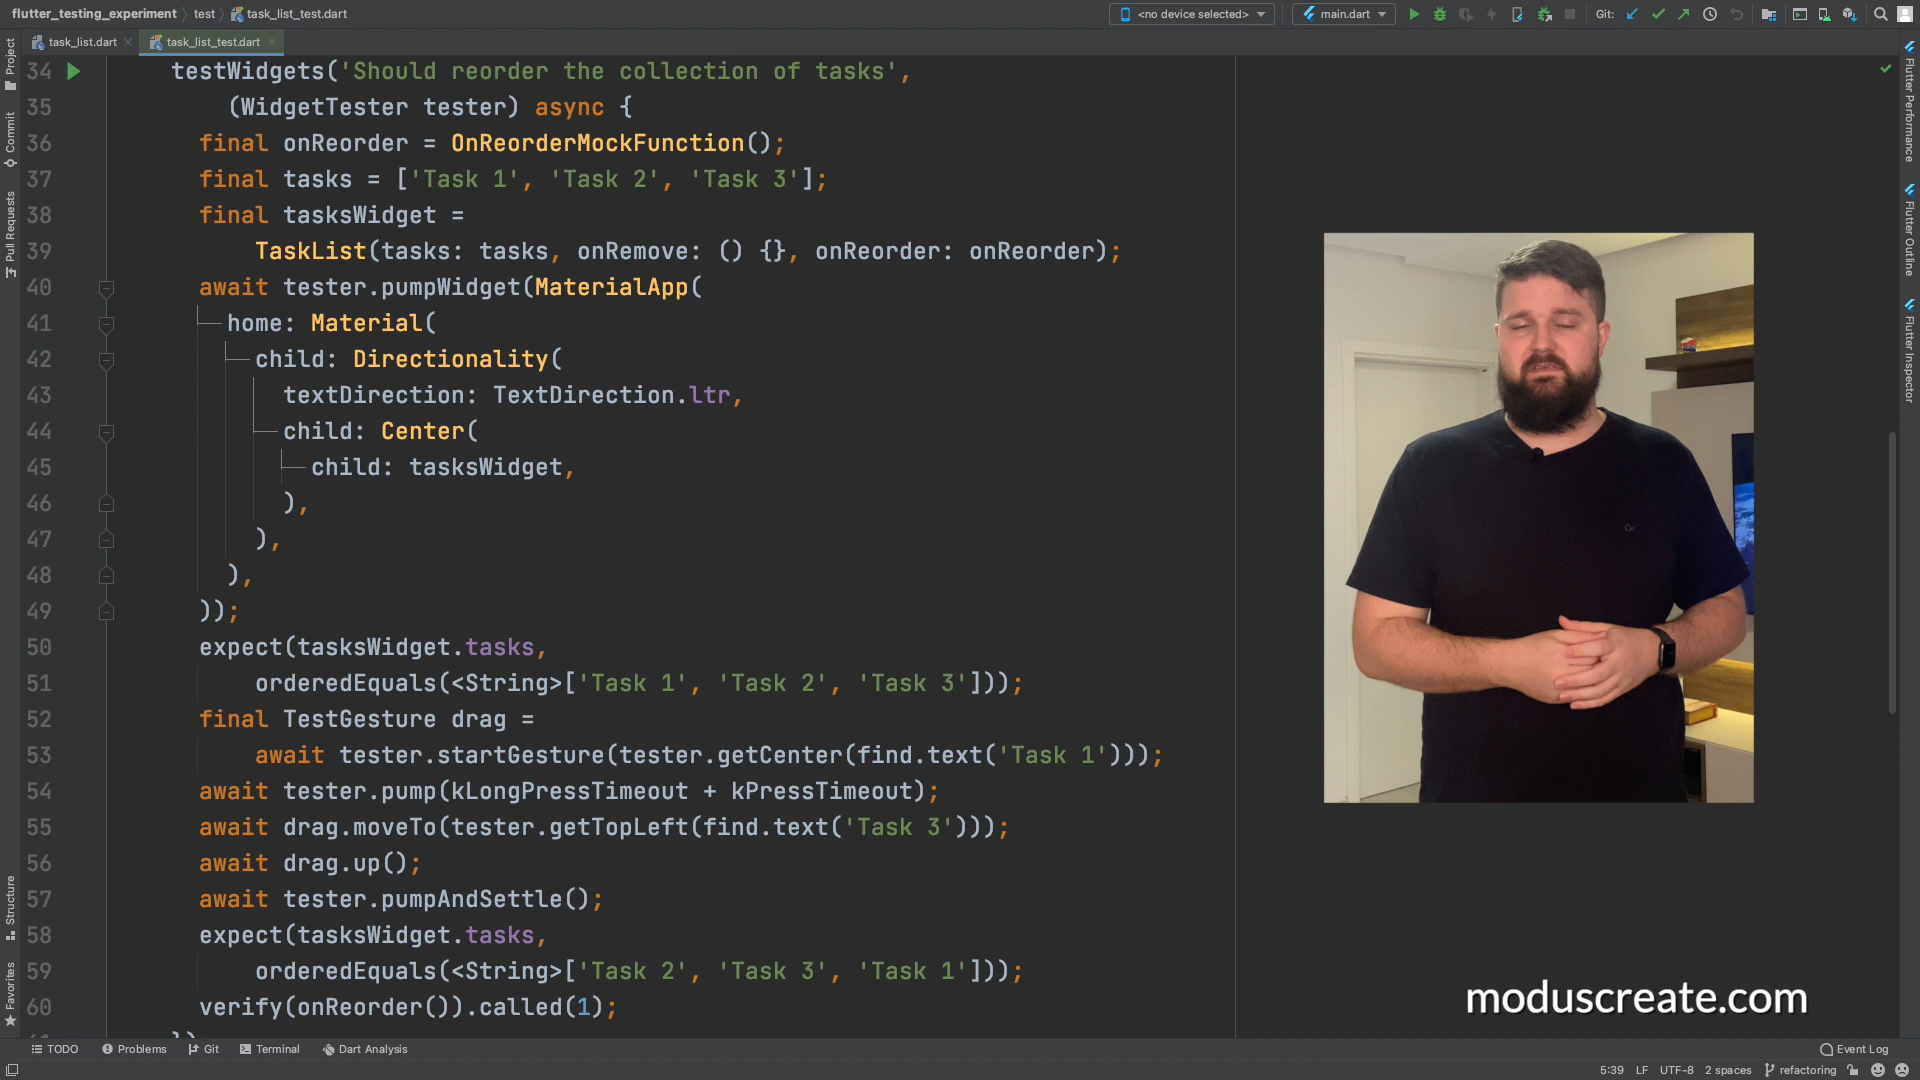 flutter_testing_experiment test task_list_test.dart
<no device selected> main.dart Git:
task_list.dart task_list_test.dart
34 testWidgets('Should reorder the collection of tasks',
35 (WidgetTester tester) async {
36 final onReorder = OnReorderMockFunction();
37 final tasks = ['Task 1', 'Task 2', 'Task 3'];
38 final tasksWidget =
39 TaskList(tasks: tasks, onRemove: () {}, onReorder: onReorder);
40 await tester.pumpWidget(MaterialApp(
41 home: Material(
42 child: Directionality(
43 textDirection: TextDirection.ltr,
44 child: Center(
45 child: tasksWidget,
46 ),
47 ),
48 ),
49 ));
50 expect(tasksWidget.tasks,
51 orderedEquals(<String>['Task 1', 'Task 2', 'Task 3']));
52 final TestGesture drag =
53 await tester.startGesture(tester.getCenter(find.text('Task 1')));
54 await tester.pump(kLongPressTimeout + kPressTimeout);
55 await drag.moveTo(tester.getTopLeft(find.text('Task 3')));
56 await drag.up();
57 await tester.pumpAndSettle();
58 expect(tasksWidget.tasks,
59 orderedEquals(<String>['Task 2', 'Task 3', 'Task 1']));
60 verify(onReorder()).called(1);
Project
Commit
Pull Requests
Structure
Favorites
Flutter Performance
Flutter Outline
Flutter Inspector
moduscreate.com
TODO Problems Git Terminal Dart Analysis Event Log
5:39 LF UTF-8 2 spaces refactoring